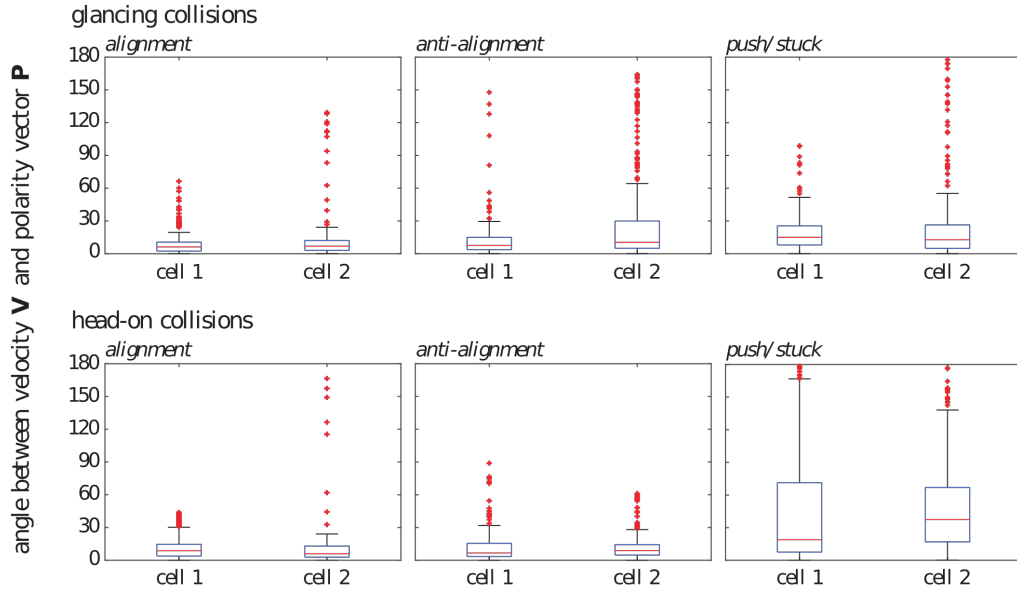 glancing collisions
alignment
anti-alignment
push/stuck
180
150
120
90
60
30
0
cell 1
cell 2
cell 1
cell 2
cell 1
cell 2
angle between velocity V and polarity vector P
head-on collisions
alignment
anti-alignment
push/stuck
180
150
120
90
60
30
0
cell 1
cell 2
cell 1
cell 2
cell 1
cell 2